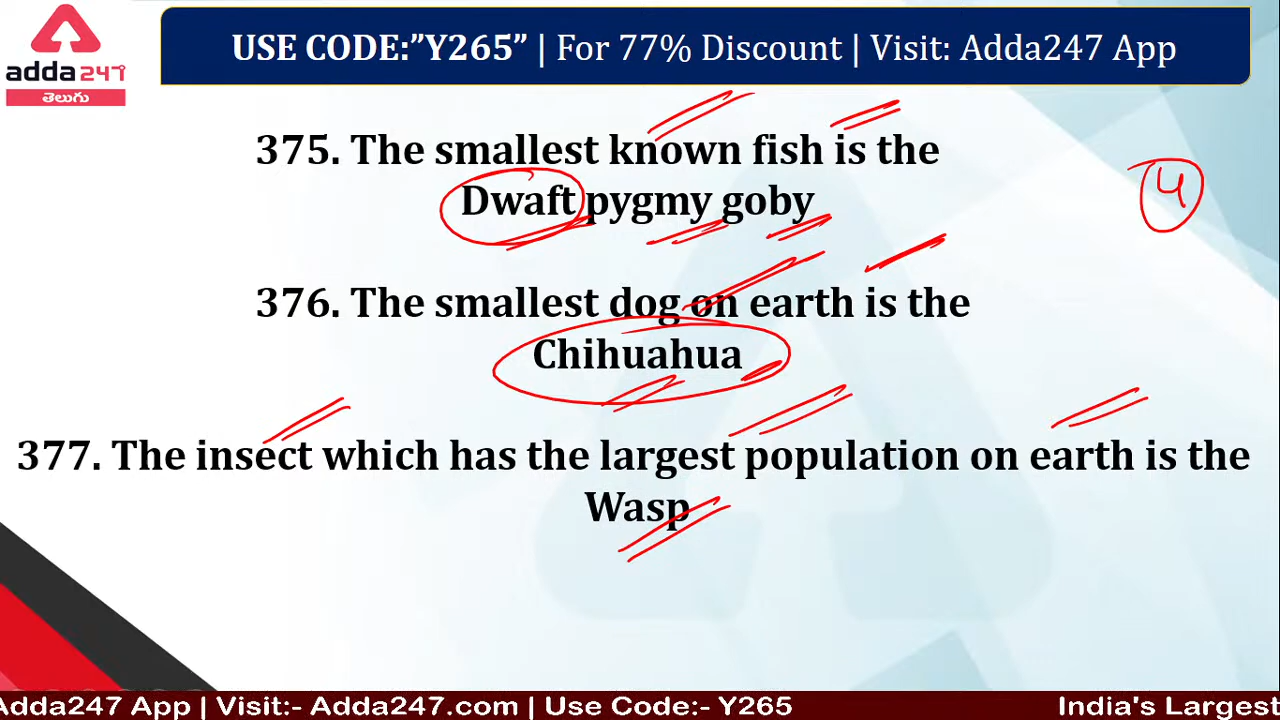 USE CODE:”Y265” | For 77% Discount | Visit: Adda247 App
adda247
తెలుగు
375. The smallest known fish is the
Dwaft pygmy goby
4
376. The smallest dog on earth is the
Chihuahua
377. The insect which has the largest population on earth is the
Wasp
Adda247 App | Visit:- Adda247.com | Use Code:- Y265 India's Largest